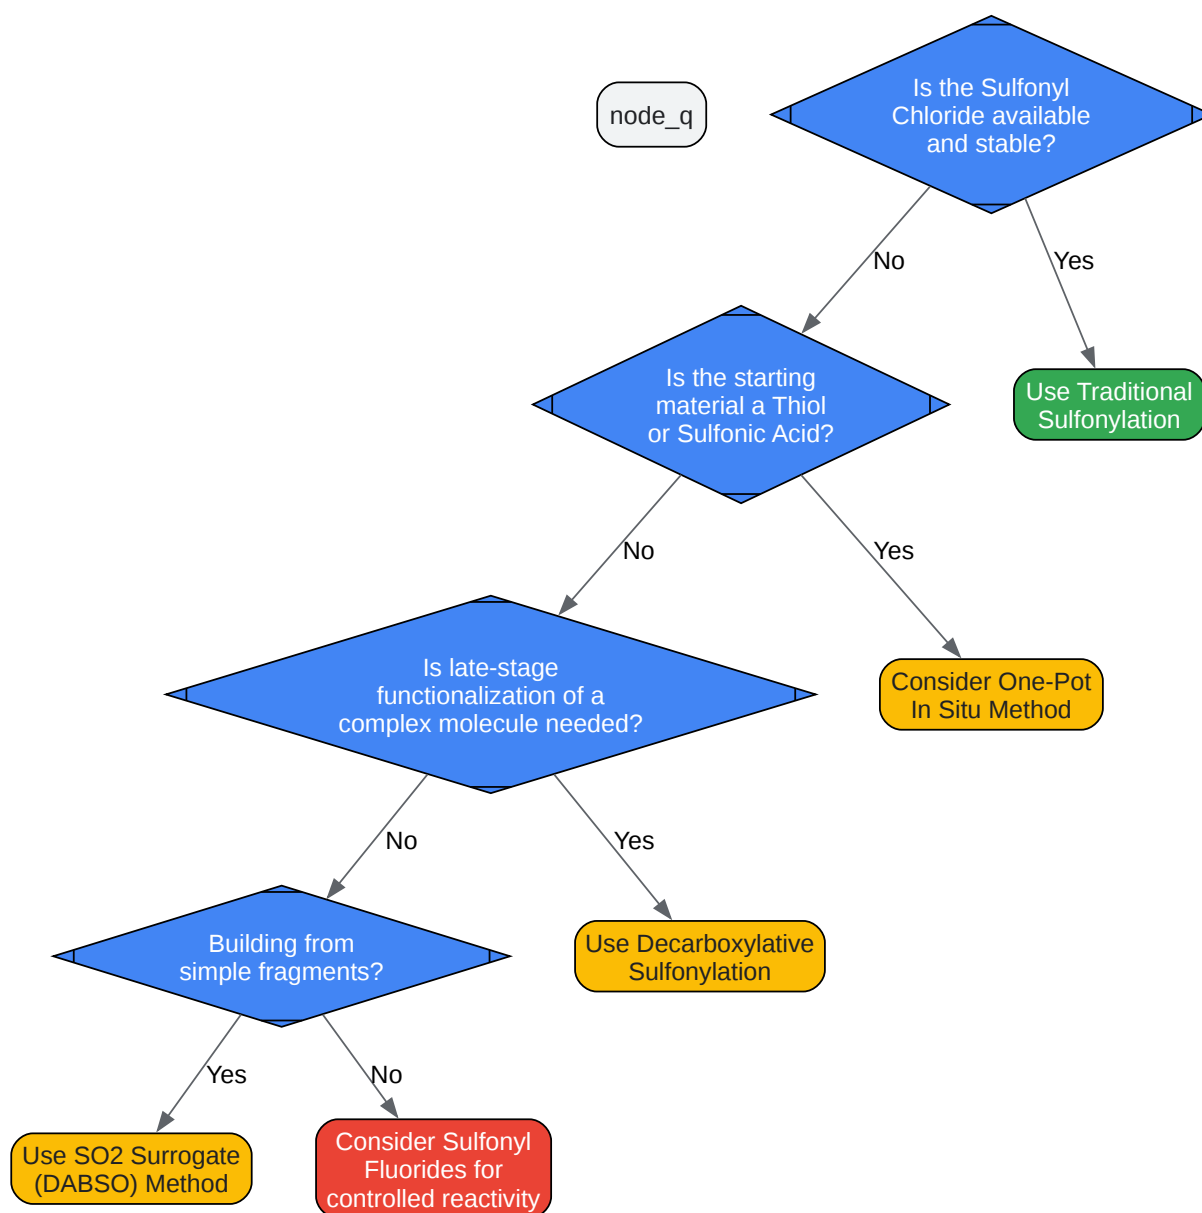 node_q
Is the Sulfonyl
Chloride available
and stable?
No
Yes
Is the starting
material a Thiol
or Sulfonic Acid?
Use Traditional
Sulfonylation
No
Yes
Is late-stage
functionalization of a
complex molecule needed?
Consider One-Pot
In Situ Method
No
Yes
Building from
simple fragments?
Use Decarboxylative
Sulfonylation
Yes
No
Use SO2 Surrogate
(DABSO) Method
Consider Sulfonyl
Fluorides for
controlled reactivity